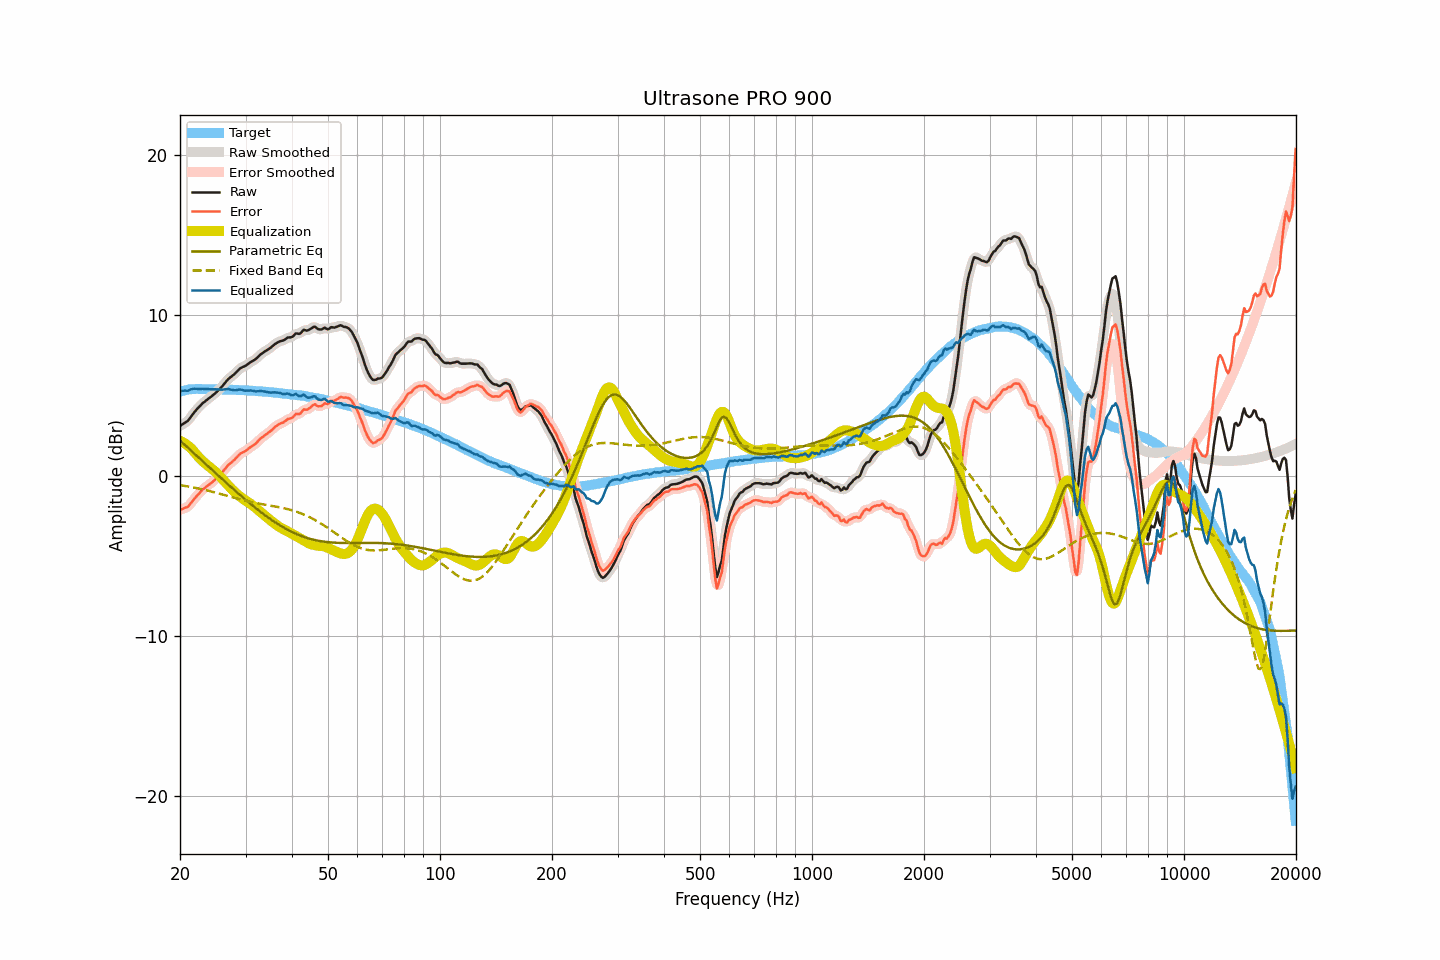 Ultrasone PRO 900
Target
Raw Smoothed
Error Smoothed
Raw
Error
Equalization
Parametric Eq
Fixed Band Eq
Equalized
Amplitude (dBr)
20
10
0
−10
−20
20 50 100 200 500 1000 2000 5000 10000 20000
Frequency (Hz)